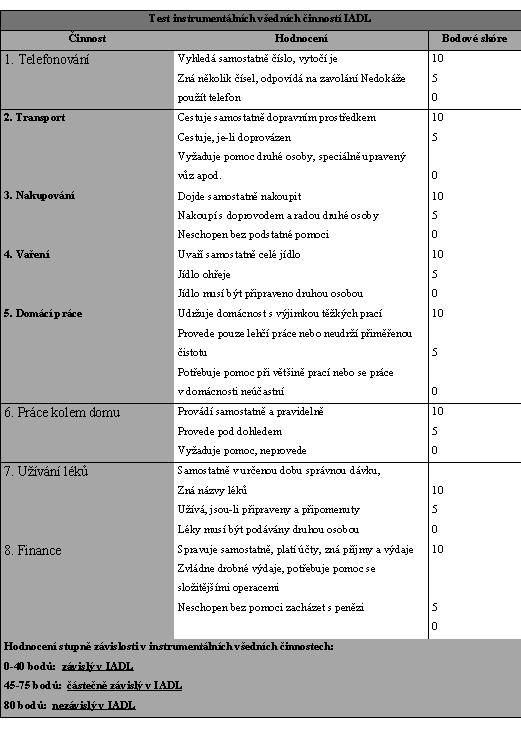 Test instrumentálních všedních činností IADL
Činnost Hodnocení Bodové skóre
1. Telefonování Vyhledá samostatně číslo, vytočí je 10
Zná několik čísel, odpovídá na zavolání Nedokáže 5
použít telefon 0
2. Transport Cestuje samostatně dopravním prostředkem 10
Cestuje, je-li doprovázen 5
Vyžaduje pomoc druhé osoby, speciálně upravený
vůz apod. 0
3. Nakupování Dojde samostatně nakoupit 10
Nakoupí s doprovodem a radou druhé osoby 5
Neschopen bez podstatné pomoci 0
4. Vaření Uvaří samostatně celé jídlo 10
Jídlo ohřeje 5
Jídlo musí být připraveno druhou osobou 0
5. Domácí práce Udržuje domácnost s výjimkou těžkých prací 10
Provede pouze lehčí práce nebo neudrží přiměřenou
čistotu 5
Potřebuje pomoc při většině prací nebo se práce
v domácnosti neúčastní 0
6. Práce kolem domu Provádí samostatně a pravidelně 10
Provede pod dohledem 5
Vyžaduje pomoc, neprovede 0
7. Užívání léků Samostatně v určenou dobu správnou dávku,
Zná názvy léků 10
Užívá, jsou-li připraveny a připomenuty 5
Léky musí být podávány druhou osobou 0
8. Finance Spravuje samostatně, platí účty, zná příjmy a výdaje 10
Zvládne drobné výdaje, potřebuje pomoc se
složitějšími operacemi
Neschopen bez pomoci zacházet s penězi 5
0
Hodnocení stupně závislosti v instrumentálních všedních činnostech:
0-40 bodů: závislý v IADL
45-75 bodů: částečně závislý v IADL
80 bodů: nezávislý v IADL